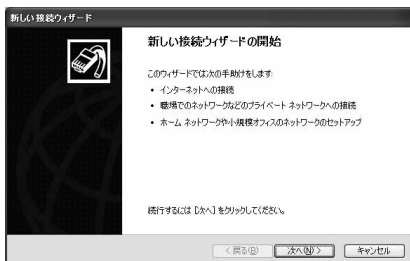 新しい接続ウィザード
新しい接続ウィザードの開始
このウィザードでは次の手助けをします:
• インターネットへの接続
• 職場でのネットワークなどのプライベート ネットワークへの接続
• ホーム ネットワークや小規模オフィスのネットワークのセットアップ
続行するには [次へ] をクリックしてください。
< 戻る(B)
次へ(N) >
キャンセル